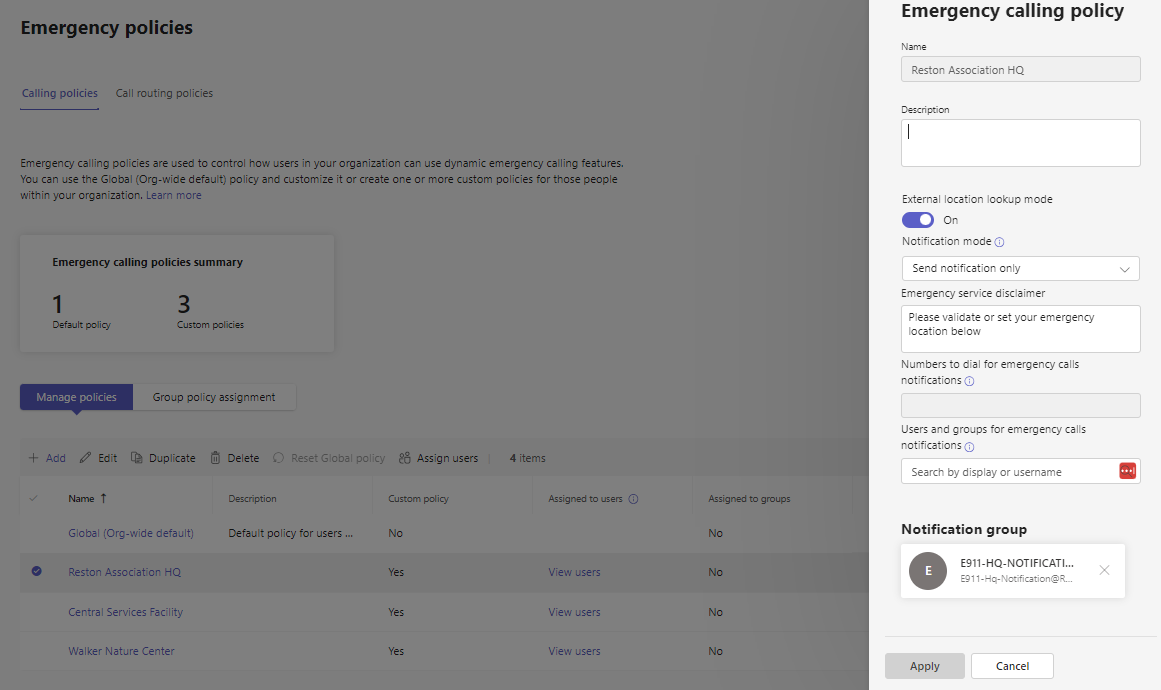 Emergency policies
Calling policies
Call routing policies
Emergency calling policies are used to control how users in your organization can use dynamic emergency calling features.
You can use the Global (Org-wide default) policy and customize it or create one or more custom policies for those people
within your organization. Learn more
Emergency calling policies summary
1
Default policy
3
Custom policies
Manage policies
Group policy assignment
Add
Edit
Duplicate
Delete
Reset Global policy
Assign users
4 items
Name ↑
Description
Custom policy
Assigned to users
Assigned to groups
Global (Org-wide default)
Default policy for users ...
No
No
Reston Association HQ
Yes
View users
No
Central Services Facility
Yes
View users
No
Walker Nature Center
Yes
View users
No
Emergency calling policy
Name
Reston Association HQ
Description
External location lookup mode
On
Notification mode
Send notification only
Emergency service disclaimer
Please validate or set your emergency
location below
Numbers to dial for emergency calls
notifications
Users and groups for emergency calls
notifications
Search by display or username
Notification group
E
E911-HQ-NOTIFICATI...
E911-Hq-Notification@R...
Apply
Cancel